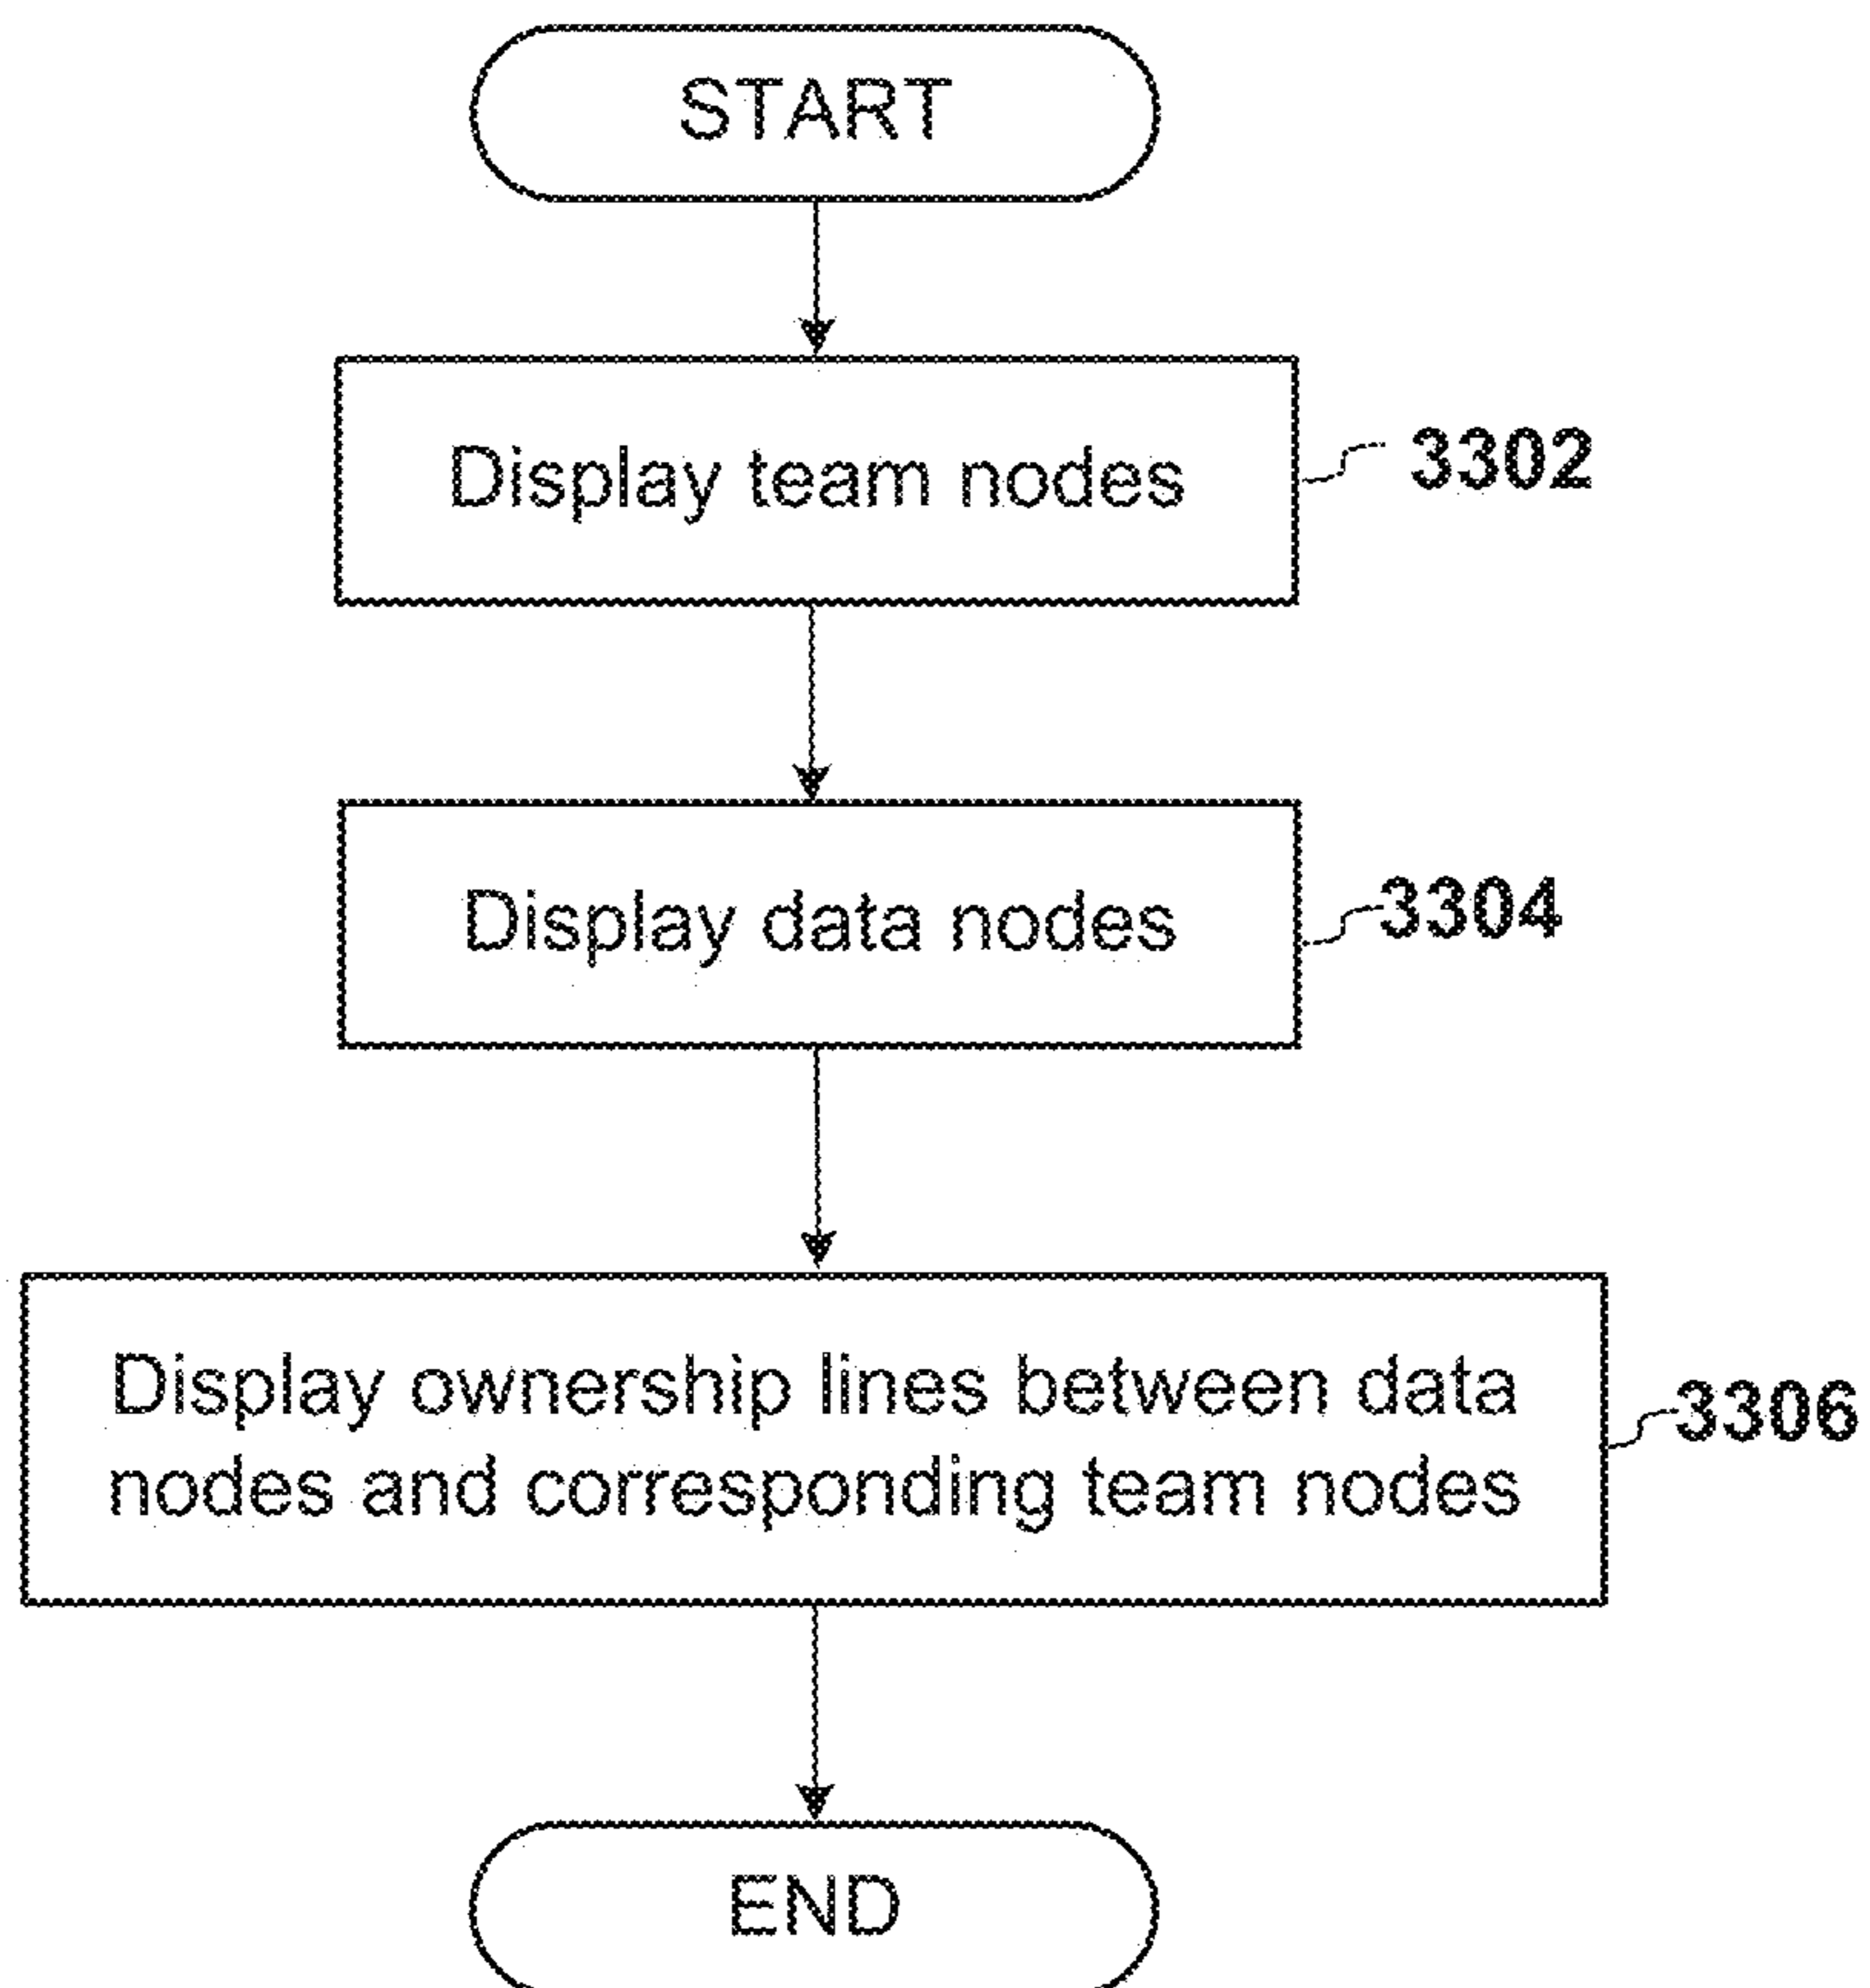 START
Display team nodes
3302
Display data nodes
3304
Display ownership lines between data
nodes and corresponding team nodes
3306
END